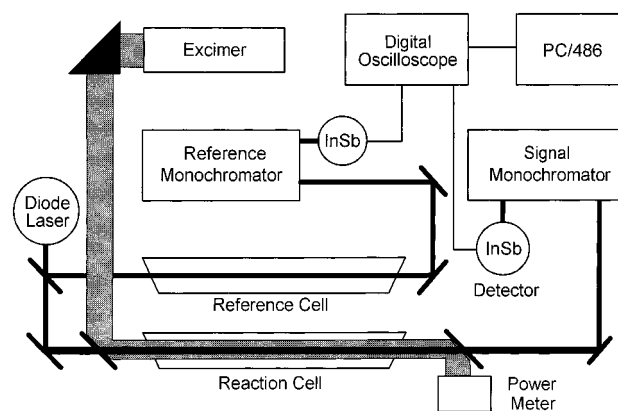 Excimer
Digital
Oscilloscope
PC/486
InSb
Reference
Monochromator
Signal
Monochromator
Diode
Laser
InSb
Detector
Reference Cell
Reaction Cell
Power
Meter